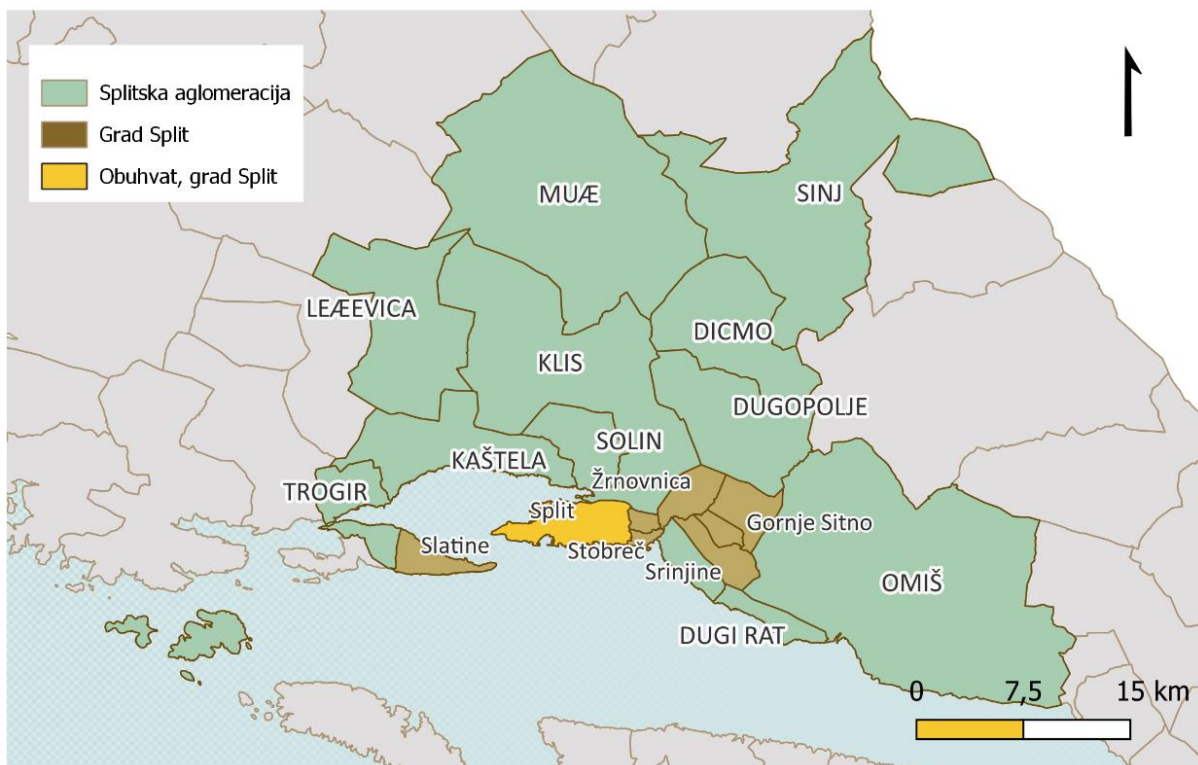 Splitska aglomeracija
Grad Split
Obuhvat, grad Split
MUÆ
SINJ
LEÆEVICA
DICMO
KLIS
DUGOPOLJE
SOLIN
KAŠTELA
Žrnovnica
TROGIR
Split
Gornje Sitno
Slatine
Stobreč
Srinjine
OMIŠ
DUGI RAT
0 7,5 15 km